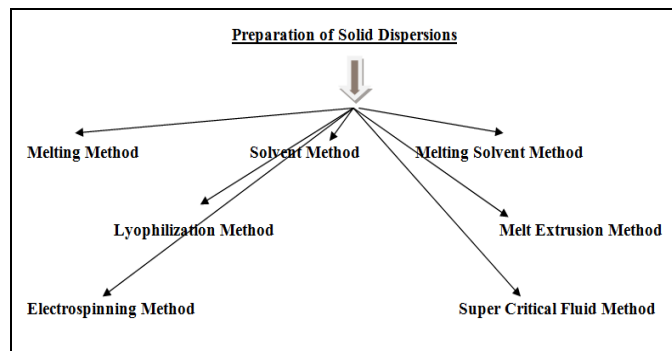 Preparation of Solid Dispersions
Melting Method
Solvent Method
Melting Solvent Method
Lyophilization Method
Melt Extrusion Method
Electrospinning Method
Super Critical Fluid Method